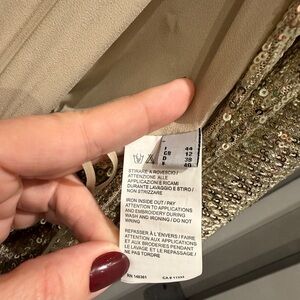 I 44
GB 12
D 38
F 40
STIRARE A ROVESCIO /
ATTENZIONE ALLE
APPLICAZIONI E RICAMI
DURANTE LAVAGGIO E STIRO /
NON STRIZZARE
IRON INSIDE OUT / PAY
ATTENTION TO APPLICATIONS
AND EMBROIDERY DURING
WASH AND IRONING / DO NOT
WRING
REPASSER À L'ENVERS / FAIRE
ATTENTION AUX APPLICATIONS
ET AUX BRODERIES PENDANT
LE LAVAGE ET LE REPASSAGE /
NE PAS TORDRE